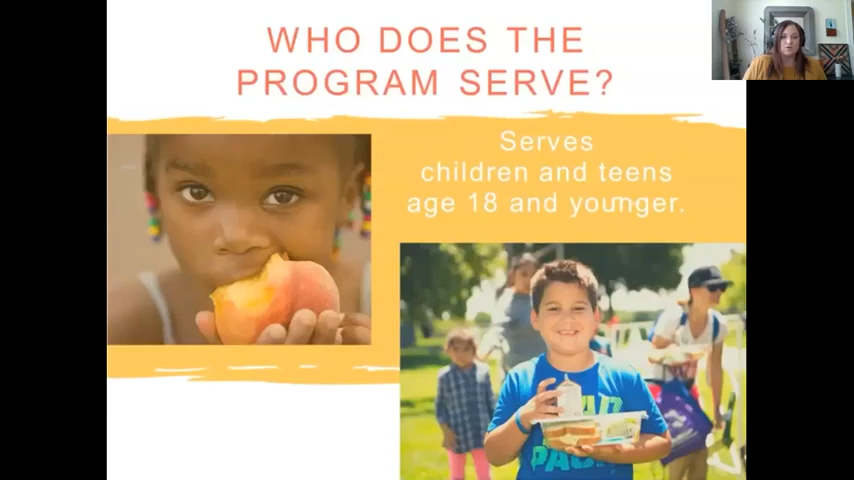 WHO DOES THE
PROGRAM SERVE?
Serves
children and teens
age 18 and younger.